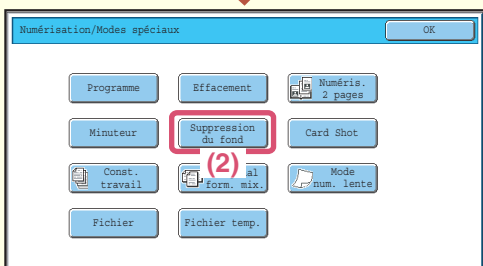 Numérisation/Modes spéciaux
OK
Programme
Effacement
Numéris.
2 pages
Minuteur
Suppression
du fond
Card Shot
(2)
Const.
travail
al
form. mix.
Mode
num. lente
Fichier
Fichier temp.